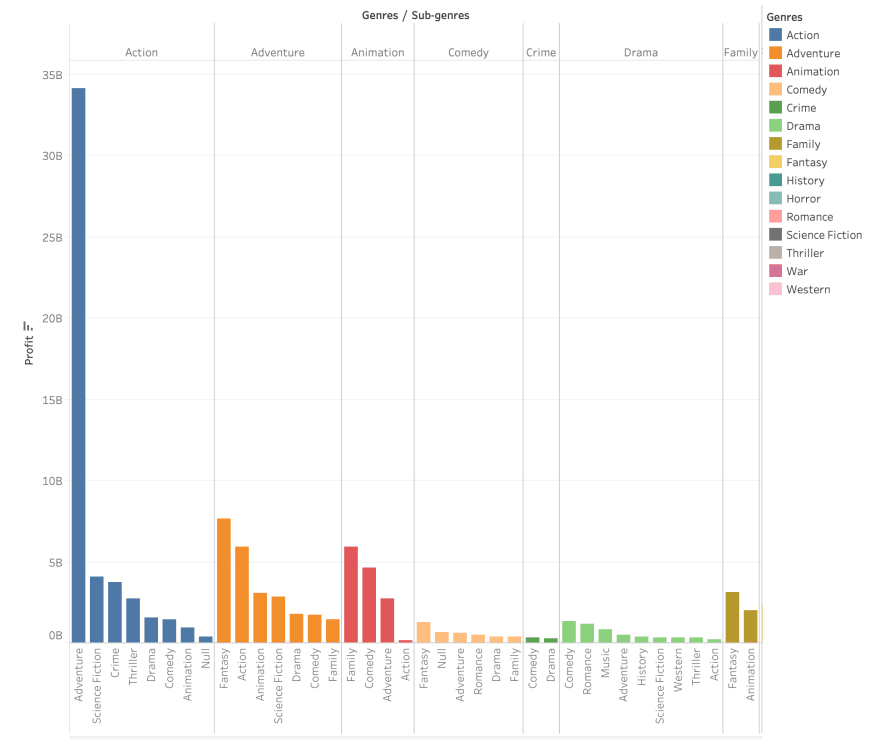 Genres / Sub-genres
Action Adventure Animation Comedy Crime Drama Family
35B
30B
25B
20B
15B
10B
5B
0B
Profit
Adventure Science Fiction Crime Thriller Drama Comedy Animation Null Fantasy Action Animation Science Fiction Drama Comedy Family Family Comedy Adventure Action Fantasy Null Adventure Romance Drama Family Comedy Drama Comedy Romance Music Adventure History Science Fiction Western Thriller Action Fantasy Animation
Genres
Action
Adventure
Animation
Comedy
Crime
Drama
Family
Fantasy
History
Horror
Romance
Science Fiction
Thriller
War
Western